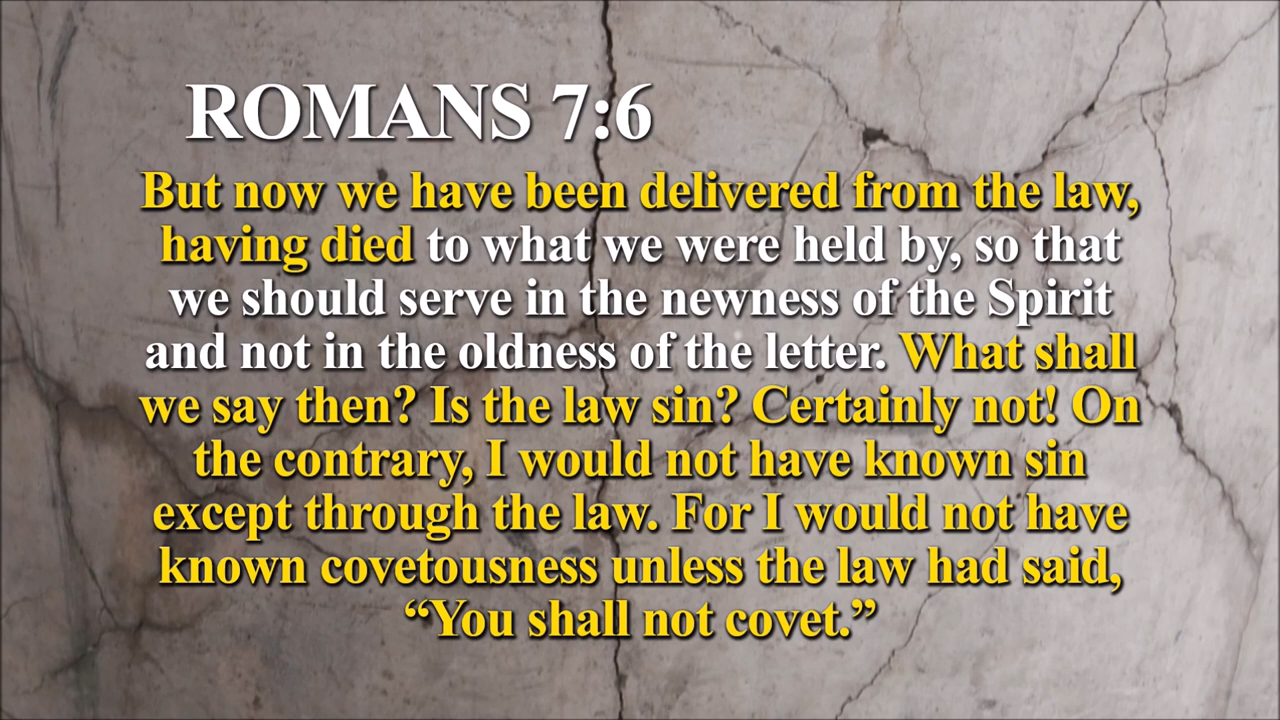 ROMANS 7:6
But now we have been delivered from the law,
having died to what we were held by, so that
we should serve in the newness of the Spirit
and not in the oldness of the letter. What shall
we say then? Is the law sin? Certainly not! On
the contrary, I would not have known sin
except through the law. For I would not have
known covetousness unless the law had said,
“You shall not covet.”